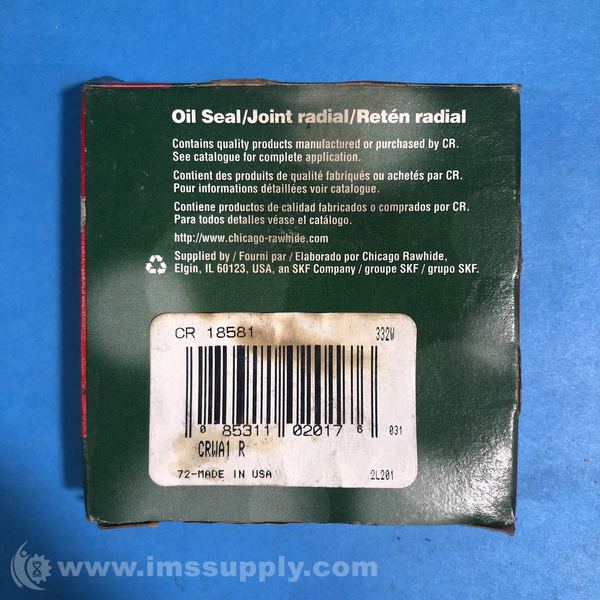 Oil Seal/Joint radial/Retén radial
Contains quality products manufactured or purchased by CR.
See catalogue for complete application.
Contient des produits de qualité fabriqués ou achetés par CR.
Pour informations détaillées voir catalogue.
Contiene productos de calidad fabricados o comprados por CR.
Para todos detalles véase el catálogo.
http://www.chicago-rawhide.com
Supplied by / Fourni par / Elaborado por Chicago Rawhide,
Elgin, IL 60123, USA, an SKF Company / groupe SKF / grupo SKF.
CR 18581 332W
0 85311 02017 6 031
CRWA1 R
72-MADE IN USA 2L201
www.imssupply.com